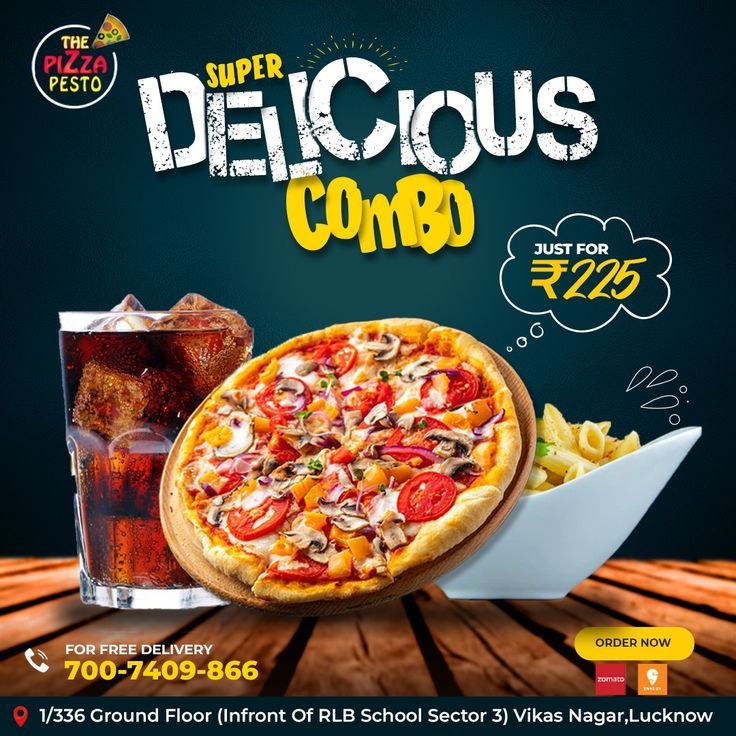 THE
PIZZA
PESTO
SUPER
DELICIOUS
COMBO
JUST FOR
₹225
FOR FREE DELIVERY
700-7409-866
ORDER NOW
zomato
SWIGGY
1/336 Ground Floor (Infront Of RLB School Sector 3) Vikas Nagar,Lucknow